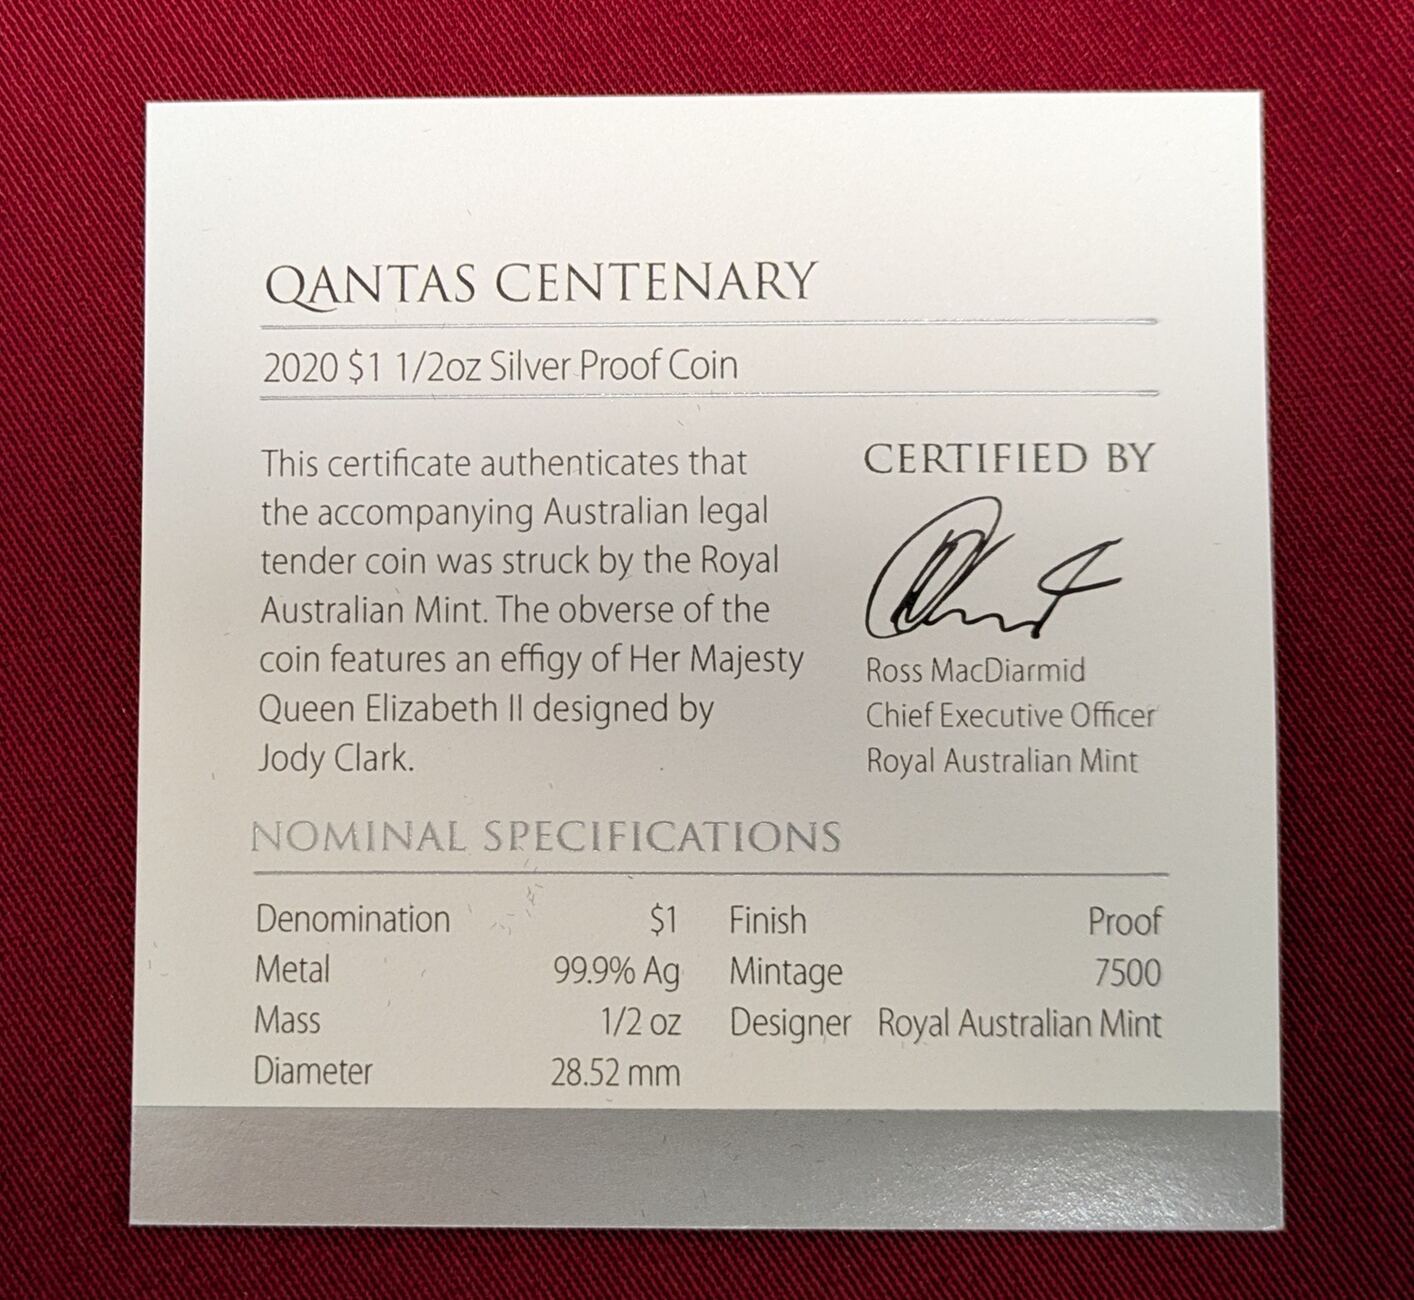 QANTAS CENTENARY
2020 $1 1/2oz Silver Proof Coin
This certificate authenticates that
the accompanying Australian legal
tender coin was struck by the Royal
Australian Mint. The obverse of the
coin features an effigy of Her Majesty
Queen Elizabeth II designed by
Jody Clark.
CERTIFIED BY
Ross MacDiarmid
Chief Executive Officer
Royal Australian Mint
NOMINAL SPECIFICATIONS
Denomination $1
Metal 99.9% Ag
Mass 1/2 oz
Diameter 28.52 mm
Finish Proof
Mintage 7500
Designer Royal Australian Mint